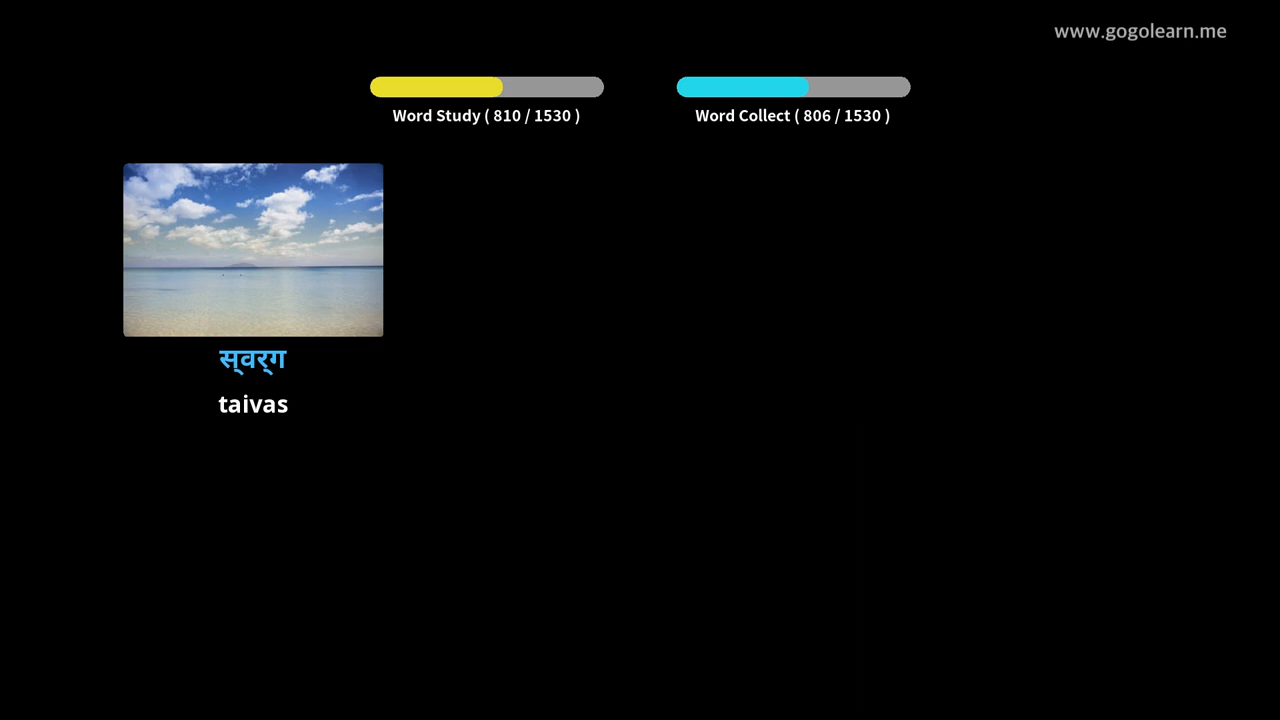 www.gogolearn.me
Word Study ( 810 / 1530 )
Word Collect ( 806 / 1530 )
स्‌वर्‌ग
taivas